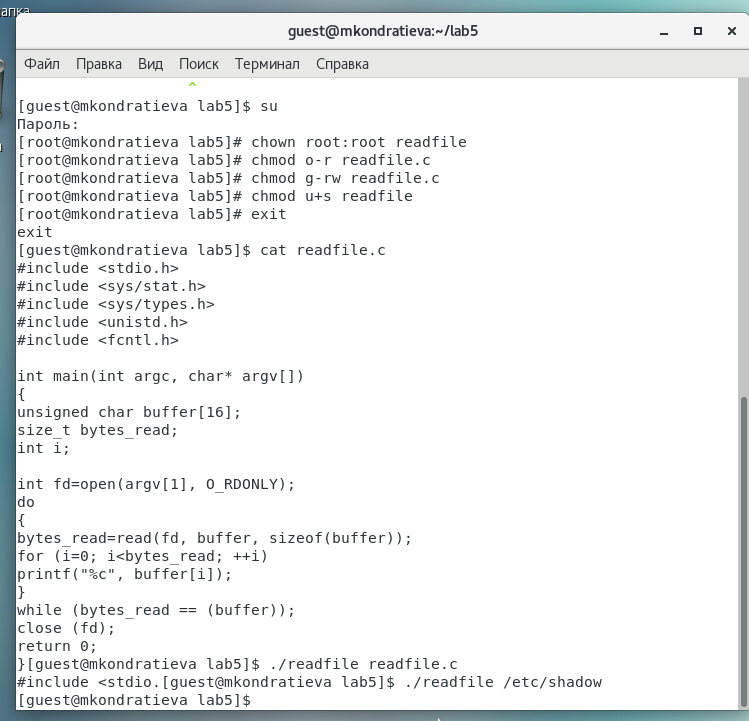 апка
guest@mkondratieva:~/lab5
Файл Правка Вид Поиск Терминал Справка
^
[guest@mkondratieva lab5]$ su
Пароль:
[root@mkondratieva lab5]# chown root:root readfile
[root@mkondratieva lab5]# chmod o-r readfile.c
[root@mkondratieva lab5]# chmod g-rw readfile.c
[root@mkondratieva lab5]# chmod u+s readfile
[root@mkondratieva lab5]# exit
exit
[guest@mkondratieva lab5]$ cat readfile.c
#include <stdio.h>
#include <sys/stat.h>
#include <sys/types.h>
#include <unistd.h>
#include <fcntl.h>

int main(int argc, char* argv[])
{
unsigned char buffer[16];
size_t bytes_read;
int i;

int fd=open(argv[1], O_RDONLY);
do
{
bytes_read=read(fd, buffer, sizeof(buffer));
for (i=0; i<bytes_read; ++i)
printf("%c", buffer[i]);
}
while (bytes_read == (buffer));
close (fd);
return 0;
}[guest@mkondratieva lab5]$ ./readfile readfile.c
#include <stdio.[guest@mkondratieva lab5]$ ./readfile /etc/shadow
[guest@mkondratieva lab5]$